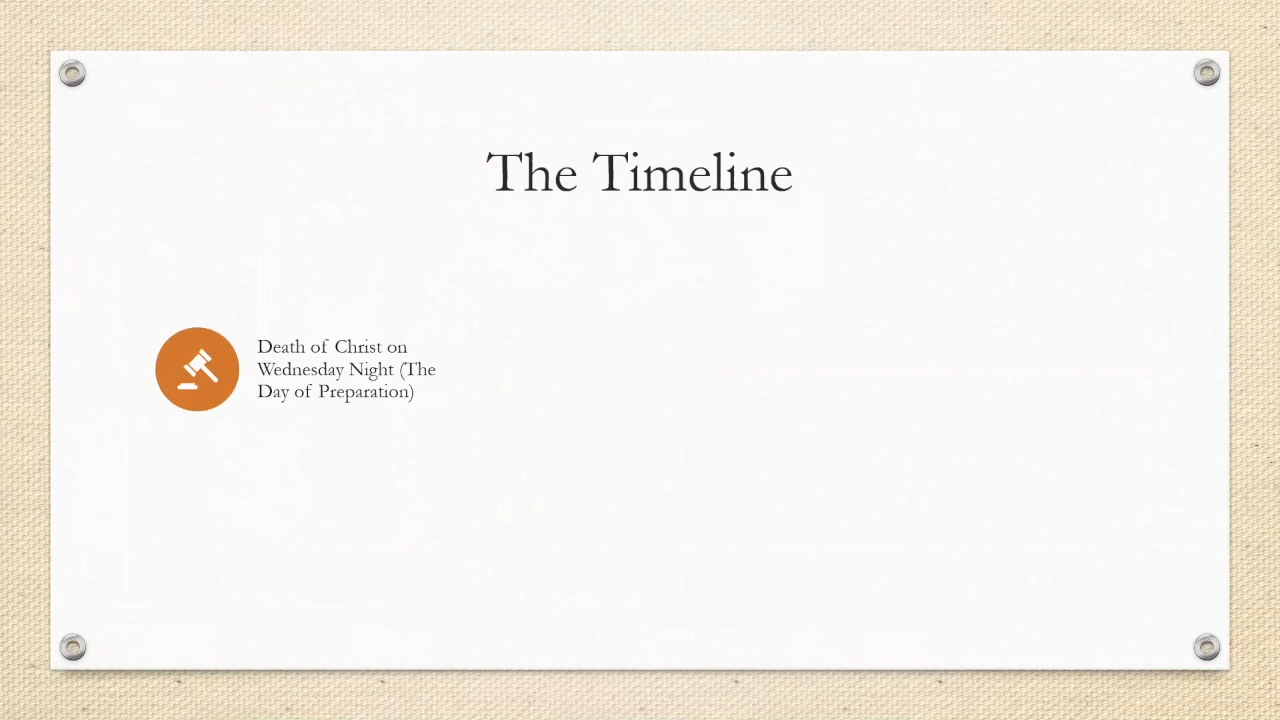 The Timeline
Death of Christ on
Wednesday Night (The
Day of Preparation)